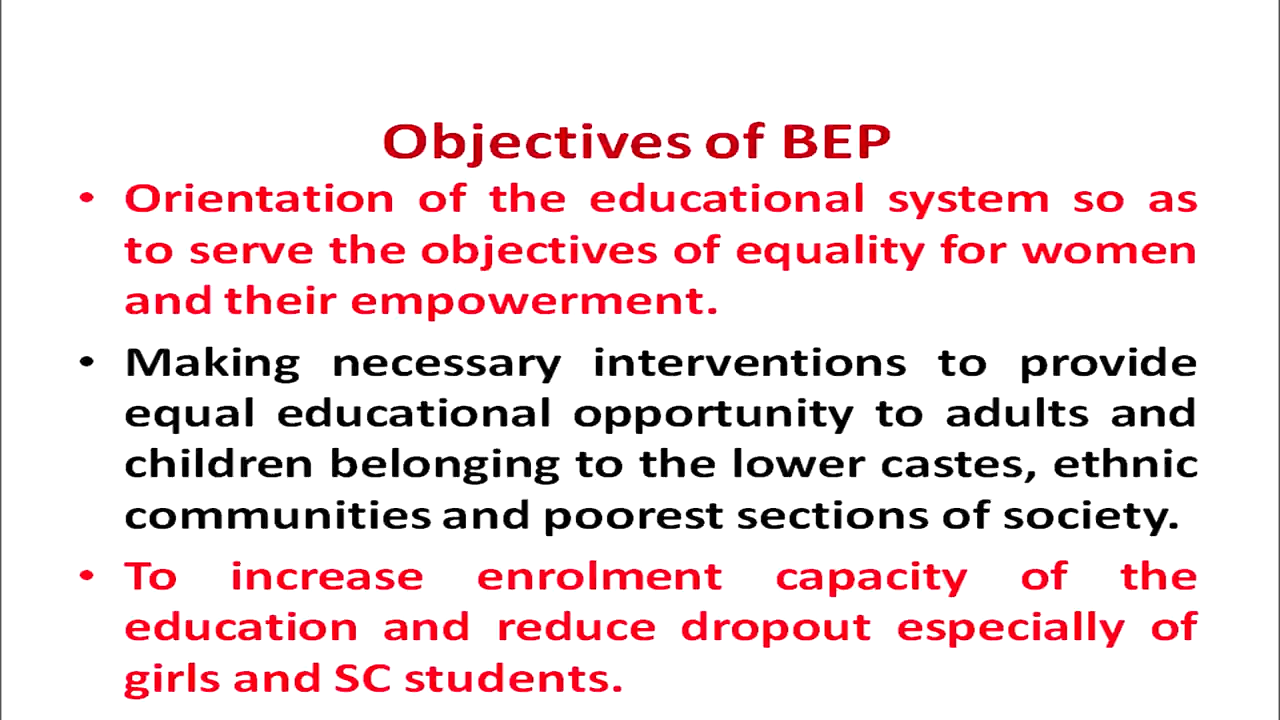 Objectives of BEP
• Orientation of the educational system so as
to serve the objectives of equality for women
and their empowerment.
• Making necessary interventions to provide
equal educational opportunity to adults and
children belonging to the lower castes, ethnic
communities and poorest sections of society.
• To increase enrolment capacity of the
education and reduce dropout especially of
girls and SC students.